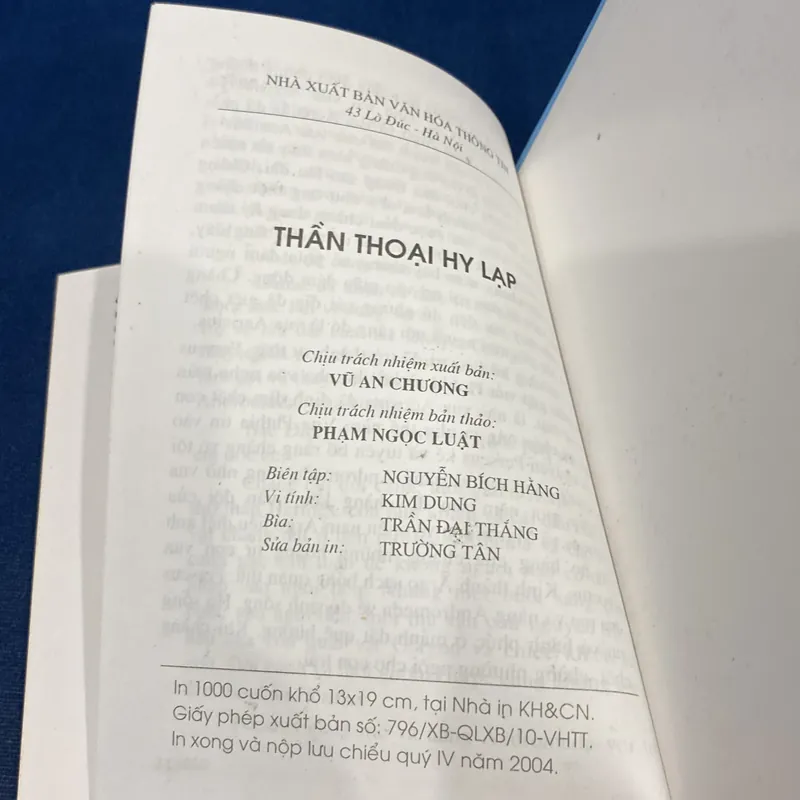 NHÀ XUẤT BẢN VĂN HÓA THÔNG TIN
43 Lò Đúc - Hà Nội
THẦN THOẠI HY LẠP
Chịu trách nhiệm xuất bản:
VŨ AN CHƯƠNG
Chịu trách nhiệm bản thảo:
PHẠM NGỌC LUẬT
Biên tập: NGUYỄN BÍCH HẰNG
Vi tính: KIM DUNG
Bìa: TRẦN ĐẠI THẮNG
Sửa bản in: TRƯỜNG TÂN
In 1000 cuốn khổ 13x19 cm, tại Nhà in KH&CN.
Giấy phép xuất bản số: 796/XB-QLXB/10-VHTT.
In xong và nộp lưu chiểu quý IV năm 2004.